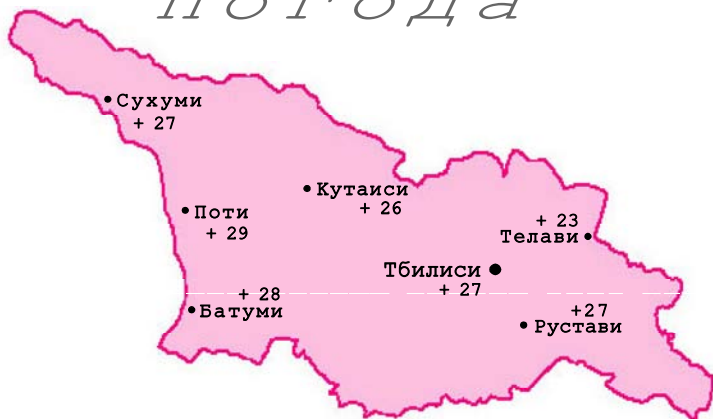 погода
Сухуми
+ 27
Кутаиси
+ 26
Поти
+ 29
+ 23
Телави
Тбилиси
+ 27
+ 28
Батуми
+27
Рустави